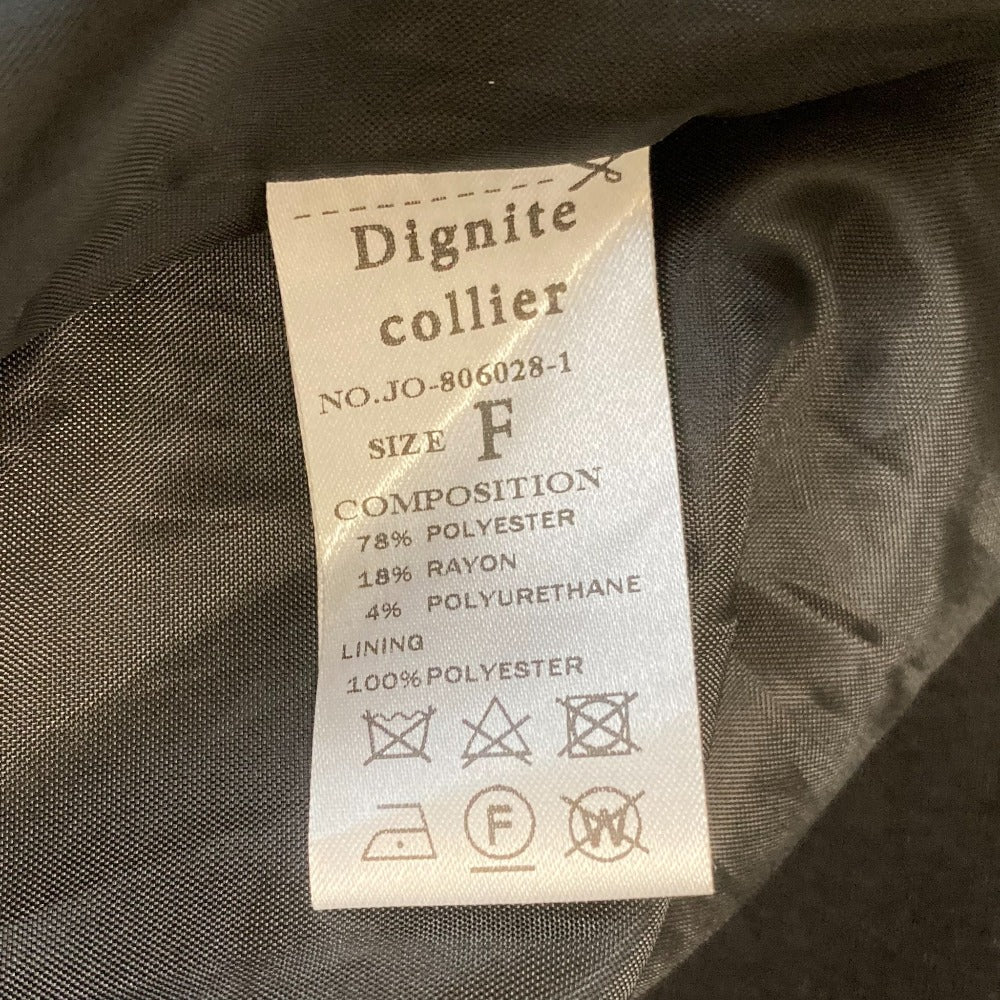 Dignite
collier
NO.JO-806028-1
SIZE F
COMPOSITION
78% POLYESTER
18% RAYON
4% POLYURETHANE
LINING
100%POLYESTER
F
W